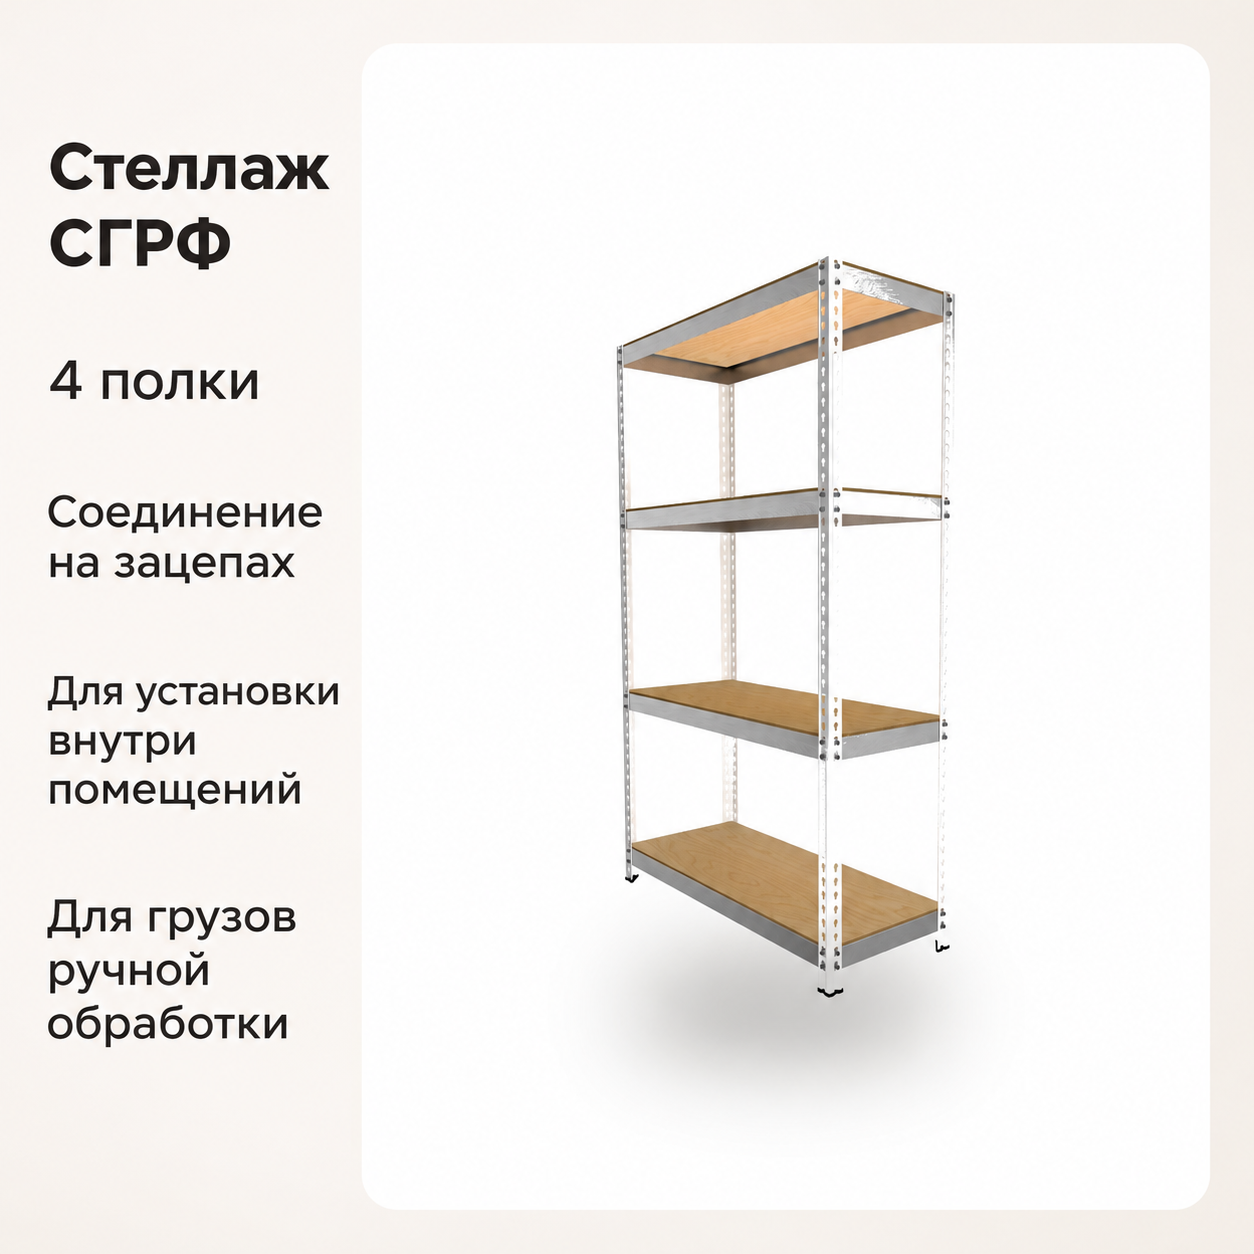 Стеллаж
СГРФ
4 полки
Соединение
на зацепах
Для установки
внутри
помещений
Для грузов
ручной
обработки